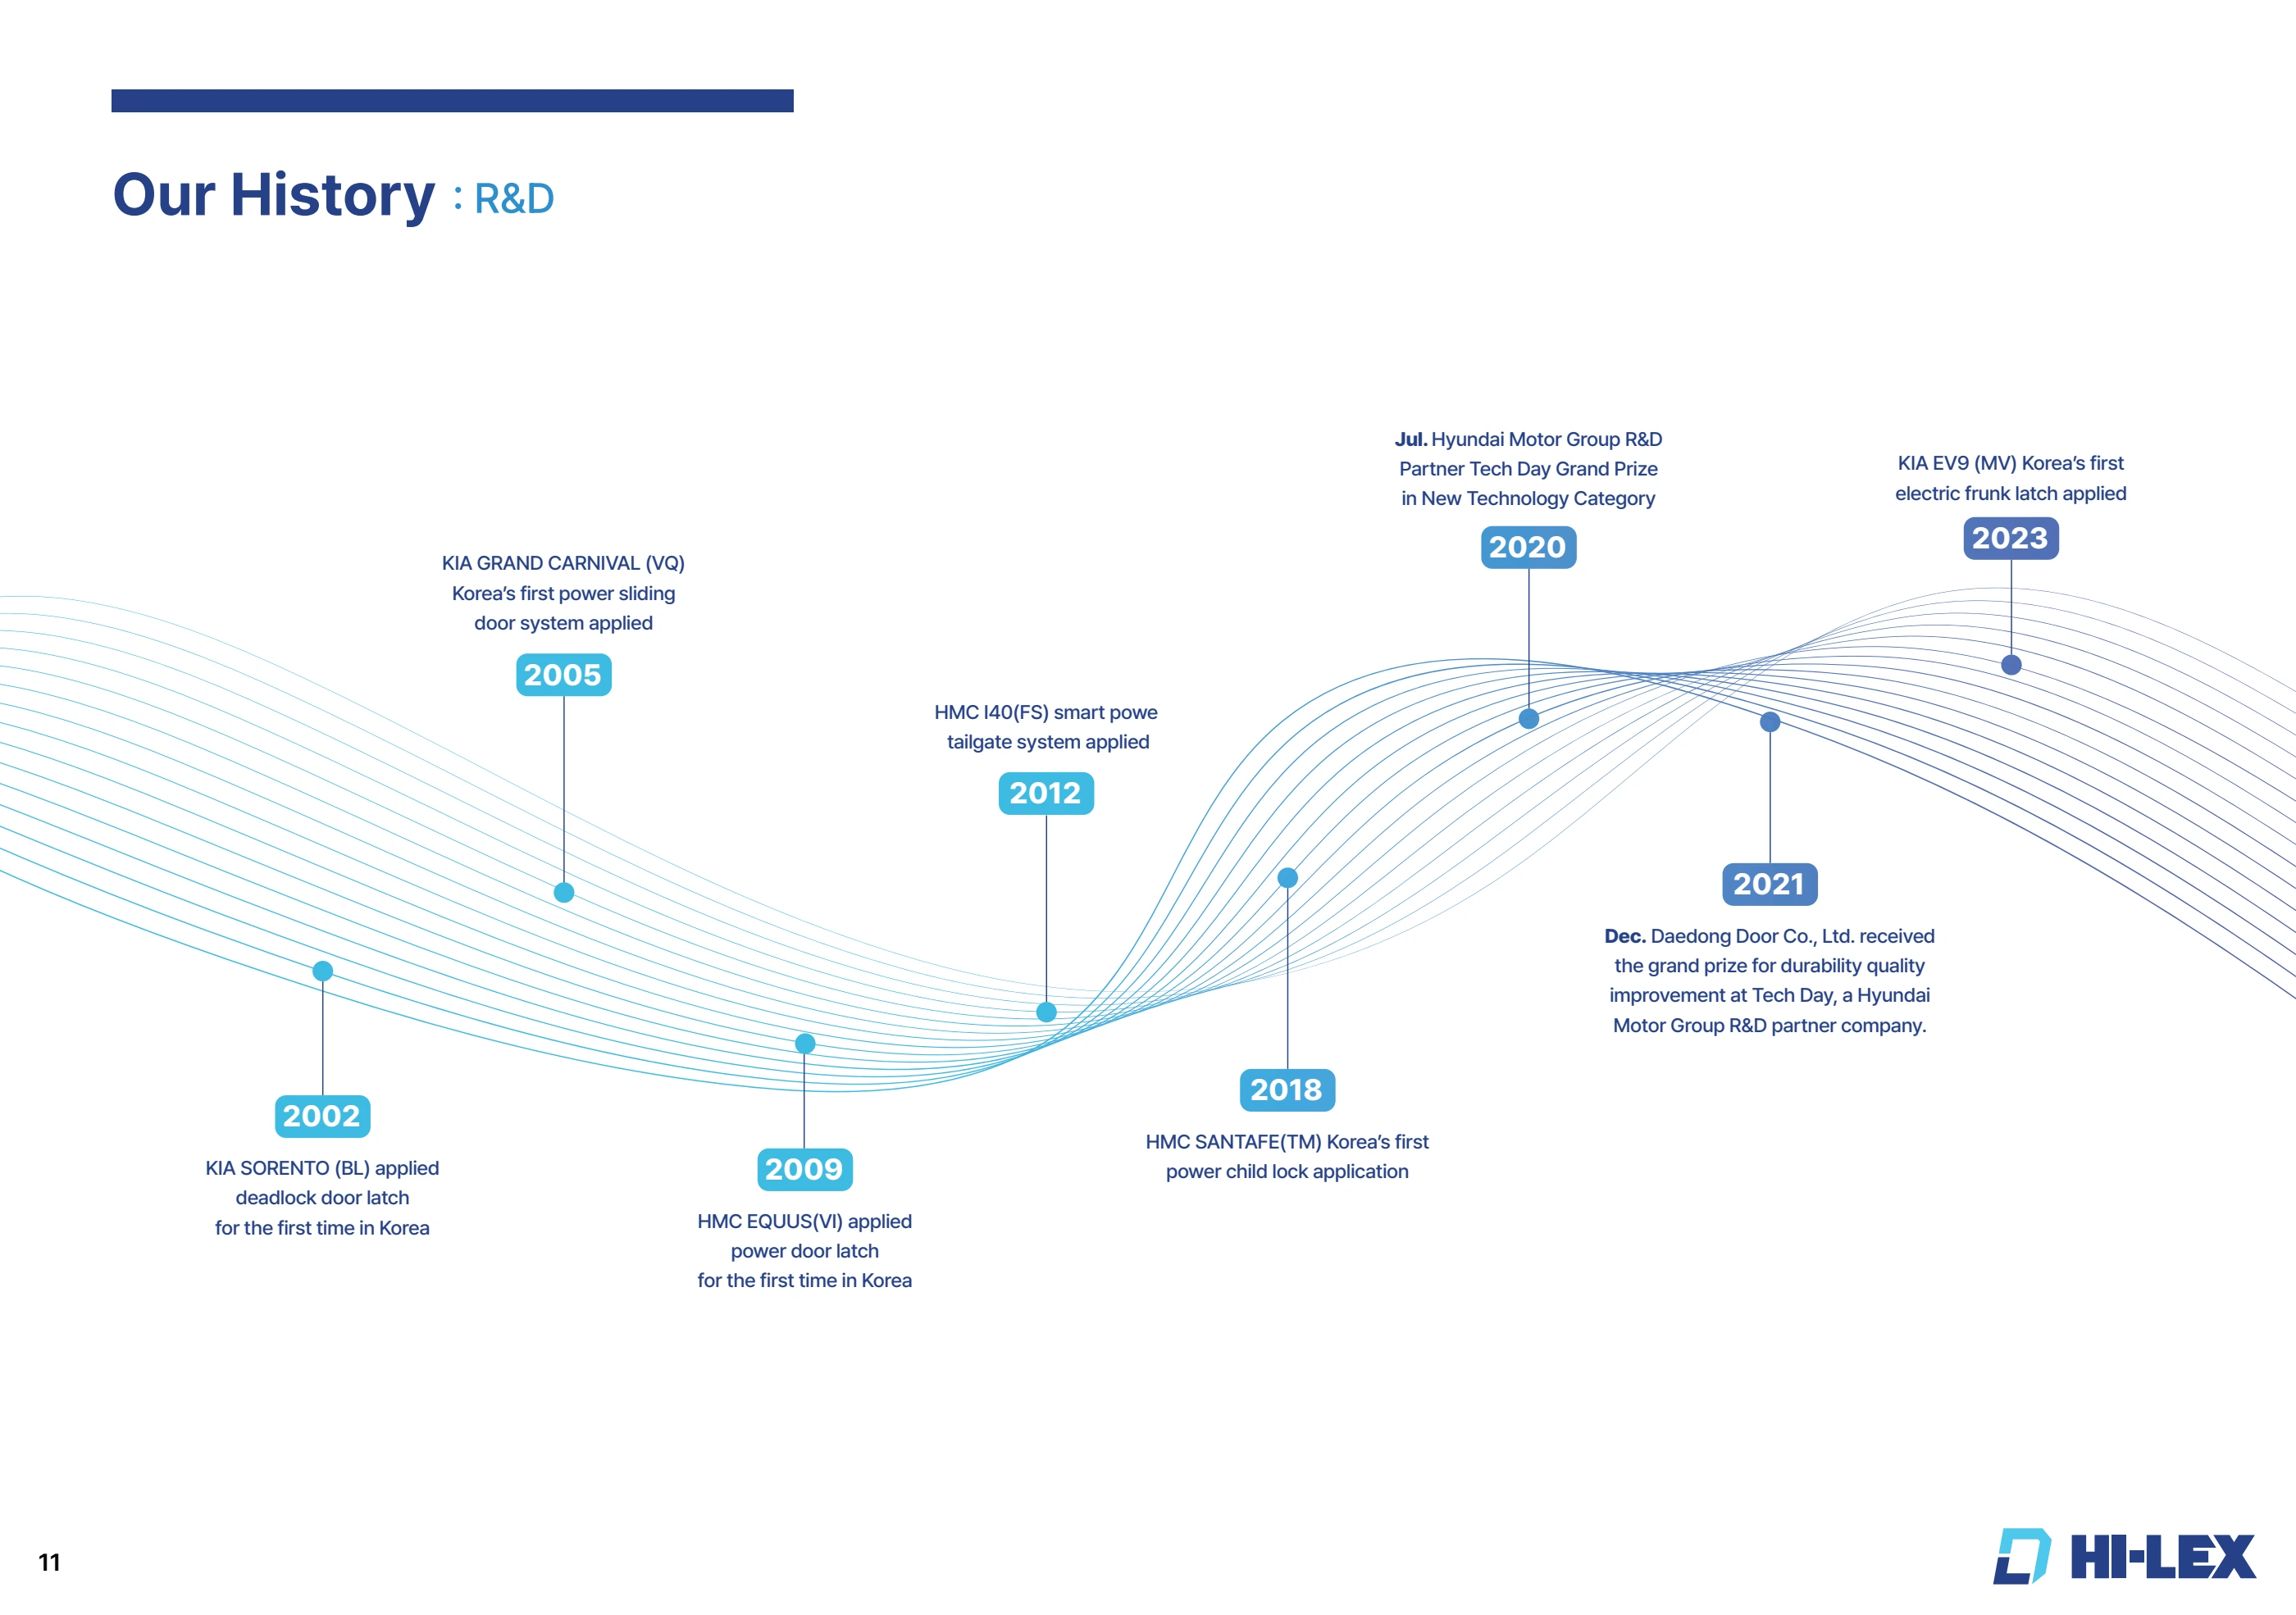 Our History : R&D
KIA SORENTO (BL) applied
deadlock door latch
for the first time in Korea
2002
KIA GRAND CARNIVAL (VQ)
Korea’s first power sliding
door system applied
2005
2009
HMC EQUUS(VI) applied
power door latch
for the first time in Korea
HMC I40(FS) smart powe
tailgate system applied
2012
2018
HMC SANTAFE(TM) Korea’s first
power child lock application
Jul. Hyundai Motor Group R&D
Partner Tech Day Grand Prize
in New Technology Category
2020
2021
Dec. Daedong Door Co., Ltd. received
the grand prize for durability quality
improvement at Tech Day, a Hyundai
Motor Group R&D partner company.
KIA EV9 (MV) Korea’s first
electric frunk latch applied
2023
11
HI-LEX